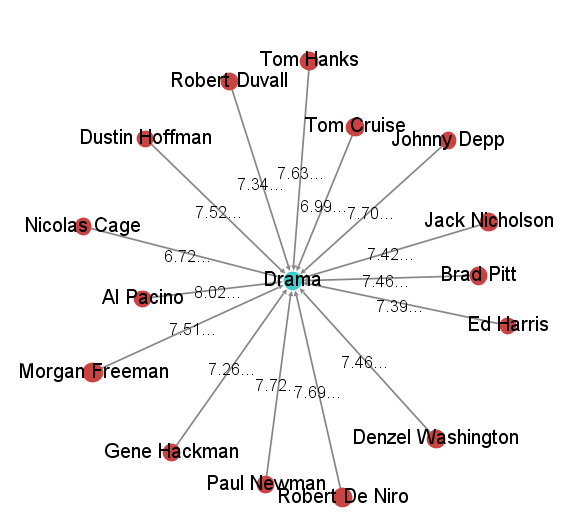 Tom Hanks
Robert Duvall
Tom Cruise
Dustin Hoffman
Johnny Depp
7.63...
7.34...
6.99...
7.70...
7.52...
Jack Nicholson
Nicolas Cage
7.42...
6.72...
Brad Pitt
Drama
7.46...
8.02...
Al Pacino
7.39...
Ed Harris
7.51...
7.46...
Morgan Freeman
7.26...
7.72...
7.69...
Denzel Washington
Gene Hackman
Paul Newman
Robert De Niro